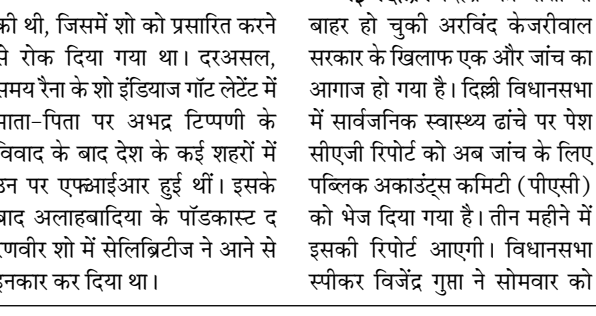 की थी, जिसमें शो को प्रसारित करने
से रोक दिया गया था। दरअसल,
समय रैना के शो इंडियाज गॉट लेटेंट में
माता-पिता पर अभद्र टिप्पणी के
विवाद के बाद देश के कई शहरों में
उन पर एफआईआर हुई थीं। इसके
बाद अलाहबादिया के पॉडकास्ट द
रणवीर शो में सेलिब्रिटीज ने आने से
इनकार कर दिया था।
बाहर हो चुकी अरविंद केजरीवाल
सरकार के खिलाफ एक और जांच का
आगाज हो गया है। दिल्ली विधानसभा
में सार्वजनिक स्वास्थ्य ढांचे पर पेश
सीएजी रिपोर्ट को अब जांच के लिए
पब्लिक अकाउंट्स कमिटी (पीएसी)
को भेज दिया गया है। तीन महीने में
इसकी रिपोर्ट आएगी। विधानसभा
स्पीकर विजेंद्र गुप्ता ने सोमवार को